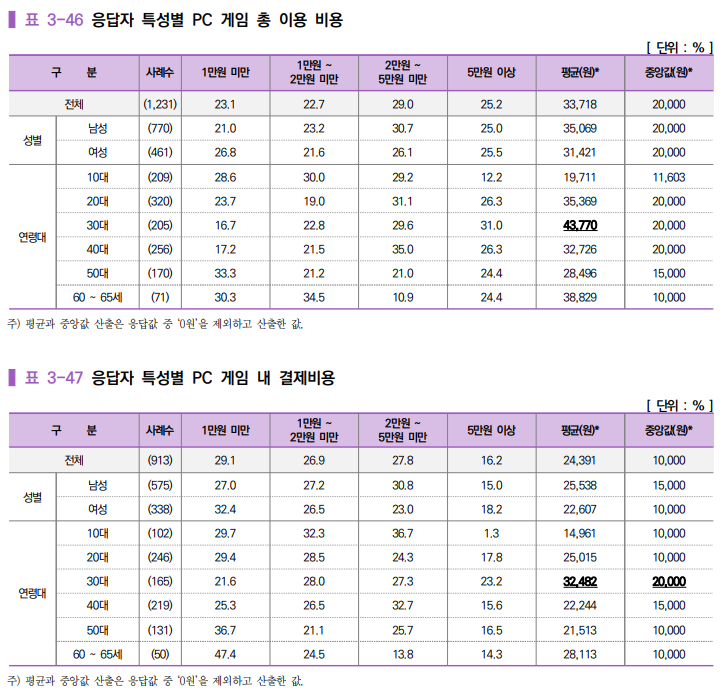 표 3-46 응답자 특성별 PC 게임 총 이용 비용
[ 단위 : % ]
구 분 사례수 1만원 미만 1만원 ~ 2만원 미만 2만원 ~ 5만원 미만 5만원 이상 평균(원)* 중앙값(원)*
전체 (1,231) 23.1 22.7 29.0 25.2 33,718 20,000
성별 남성 (770) 21.0 23.2 30.7 25.0 35,069 20,000
여성 (461) 26.8 21.6 26.1 25.5 31,421 20,000
연령대 10대 (209) 28.6 30.0 29.2 12.2 19,711 11,603
20대 (320) 23.7 19.0 31.1 26.3 35,369 20,000
30대 (205) 16.7 22.8 29.6 31.0 43,770 20,000
40대 (256) 17.2 21.5 35.0 26.3 32,726 20,000
50대 (170) 33.3 21.2 21.0 24.4 28,496 15,000
60 ~ 65세 (71) 30.3 34.5 10.9 24.4 38,829 10,000
주) 평균과 중앙값 산출은 응답값 중 '0원'을 제외하고 산출한 값.
표 3-47 응답자 특성별 PC 게임 내 결제비용
[ 단위 : % ]
구 분 사례수 1만원 미만 1만원 ~ 2만원 미만 2만원 ~ 5만원 미만 5만원 이상 평균(원)* 중앙값(원)*
전체 (913) 29.1 26.9 27.8 16.2 24,391 10,000
성별 남성 (575) 27.0 27.2 30.8 15.0 25,538 15,000
여성 (338) 32.4 26.5 23.0 18.2 22,607 10,000
연령대 10대 (102) 29.7 32.3 36.7 1.3 14,961 10,000
20대 (246) 29.4 28.5 24.3 17.8 25,015 10,000
30대 (165) 21.6 28.0 27.3 23.2 32,482 20,000
40대 (219) 25.3 26.5 32.7 15.6 22,244 15,000
50대 (131) 36.7 21.1 25.7 16.5 21,513 10,000
60 ~ 65세 (50) 47.4 24.5 13.8 14.3 28,113 10,000
주) 평균과 중앙값 산출은 응답값 중 '0원'을 제외하고 산출한 값.